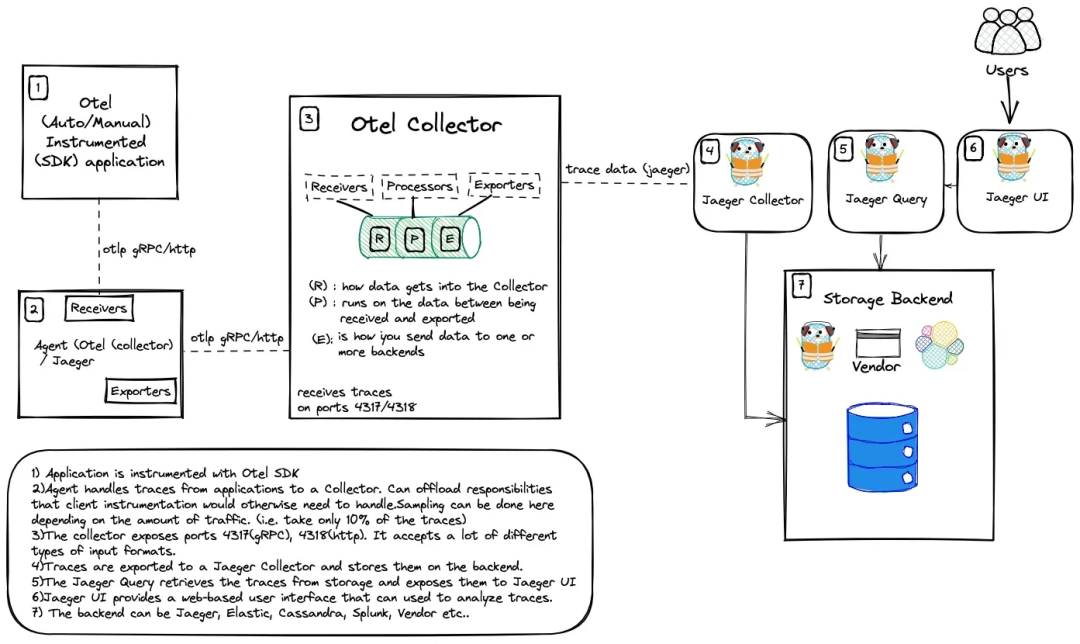 Users
1
Otel
(Auto/Manual)
Instrumented
(SDK) application
otlp gRPC/http
2
Receivers
Agent (Otel (collector)
/ Jaeger
Exporters
otlp gRPC/http
3
Otel Collector
Receivers
Processors
Exporters
R
P
E
(R) : how data gets into the Collector
(P) : runs on the data between being
received and exported
(E): is how you send data to one or
more backends
receives traces
on ports 4317/4318
trace data (jaeger)
4
Jaeger Collector
5
Jaeger Query
6
Jaeger UI
7
Storage Backend
Vendor
1) Application is instrumented with Otel SDK
2)Agent handles traces from applications to a Collector. Can offload responsibilities
that client instrumentation would otherwise need to handle.Sampling can be done here
depending on the amount of traffic. (i.e. take only 10% of the traces)
3)The collector exposes ports 4317(gRPC), 4318(http). It accepts a lot of different
types of input formats.
4)Traces are exported to a Jaeger Collector and stores them on the backend.
5)The Jaeger Query retrieves the traces from storage and exposes them to Jaeger UI
6)Jaeger UI provides a web-based user interface that can used to analyze traces.
7) The backend can be Jaeger, Elastic, Cassandra, Splunk, Vendor etc..